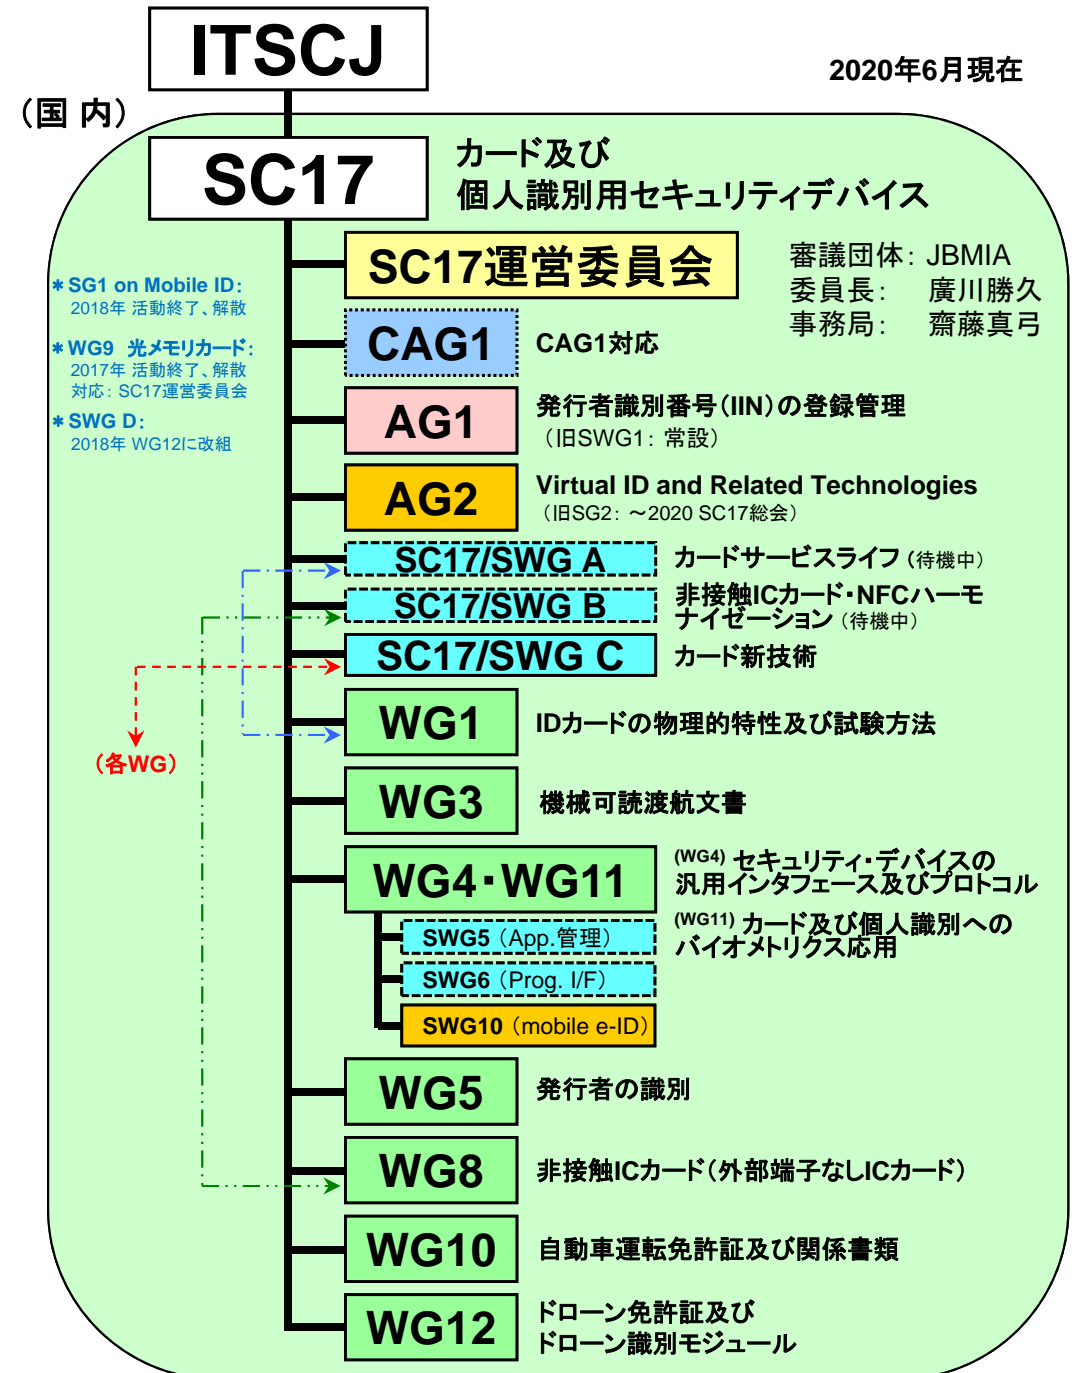 ITSCJ
2020年6月現在
（国 内）
SC17
カード及び
個人識別用セキュリティデバイス
SC17運営委員会
審議団体： JBMIA
委員長： 廣川勝久
事務局： 齋藤真弓
＊SG1 on Mobile ID：
2018年 活動終了、解散
＊WG9 光メモリカード：
2017年 活動終了、解散
対応： SC17運営委員会
＊SWG D：
2018年 WG12に改組
CAG1
CAG1対応
AG1
発行者識別番号（IIN）の登録管理
（旧SWG1： 常設）
AG2
Virtual ID and Related Technologies
（旧SG2： ～2020 SC17総会）
SC17/SWG A
カードサービスライフ （待機中）
SC17/SWG B
非接触ICカード・NFCハーモ
ナイゼーション （待機中）
SC17/SWG C
カード新技術
（各WG）
WG1
IDカードの物理的特性及び試験方法
WG3
機械可読渡航文書
WG4・WG11
(WG4) セキュリティ・デバイスの
汎用インタフェース及びプロトコル
(WG11) カード及び個人識別への
バイオメトリクス応用
SWG5 （App.管理）
SWG6 （Prog. I/F）
SWG10 （mobile e-ID）
WG5
発行者の識別
WG8
非接触ICカード（外部端子なしICカード）
WG10
自動車運転免許証及び関係書類
WG12
ドローン免許証及び
ドローン識別モジュール